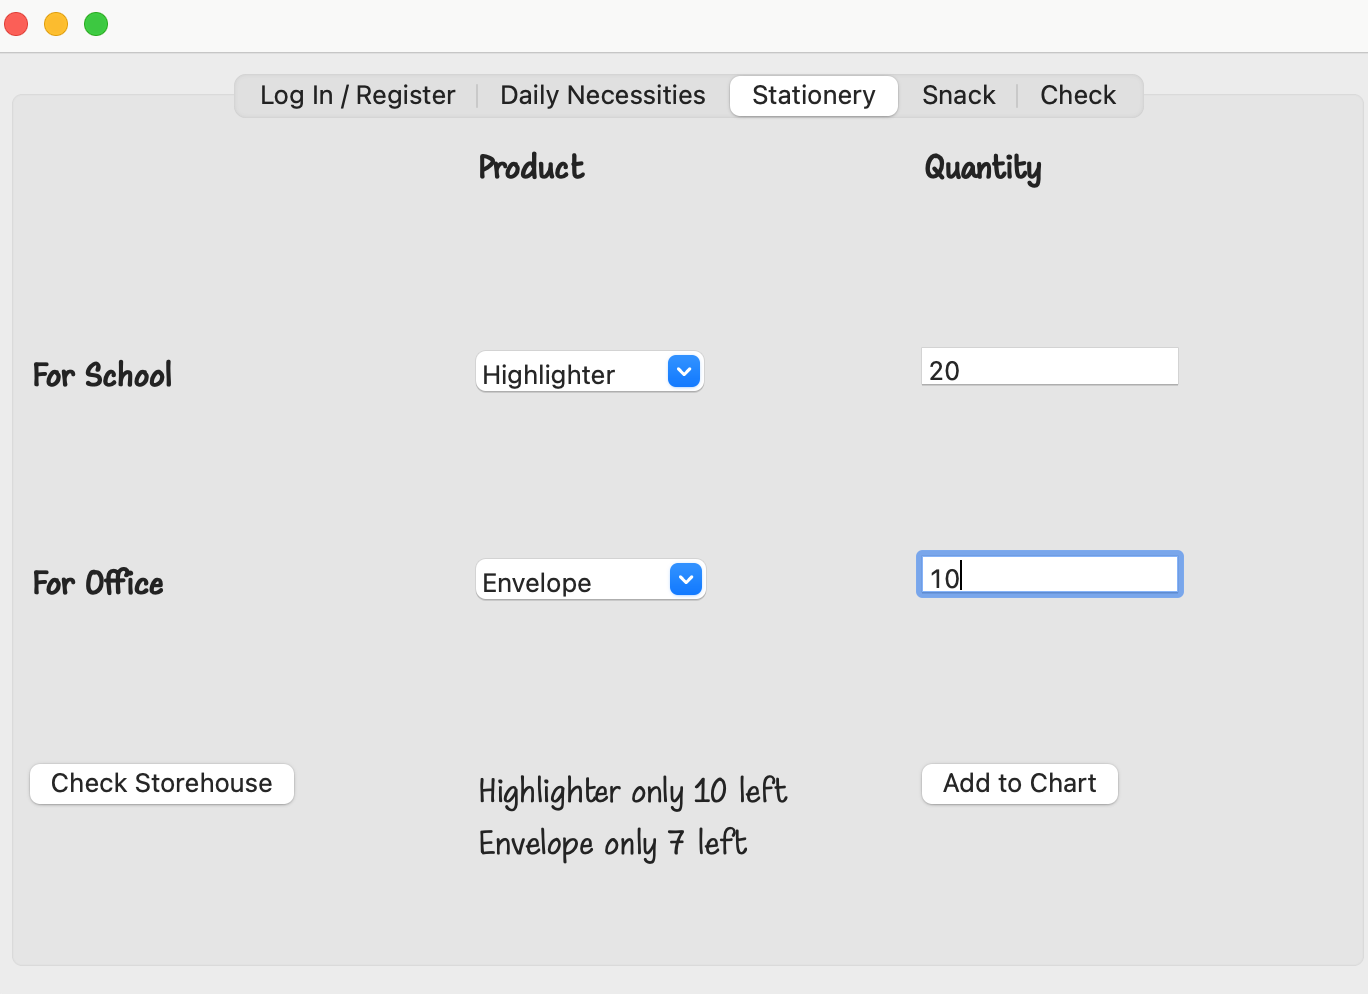 Log In / Register Daily Necessities Stationery Snack Check
Product Quantity
For School Highlighter 20
For Office Envelope 10
Check Storehouse Highlighter only 10 left Add to Chart
Envelope only 7 left